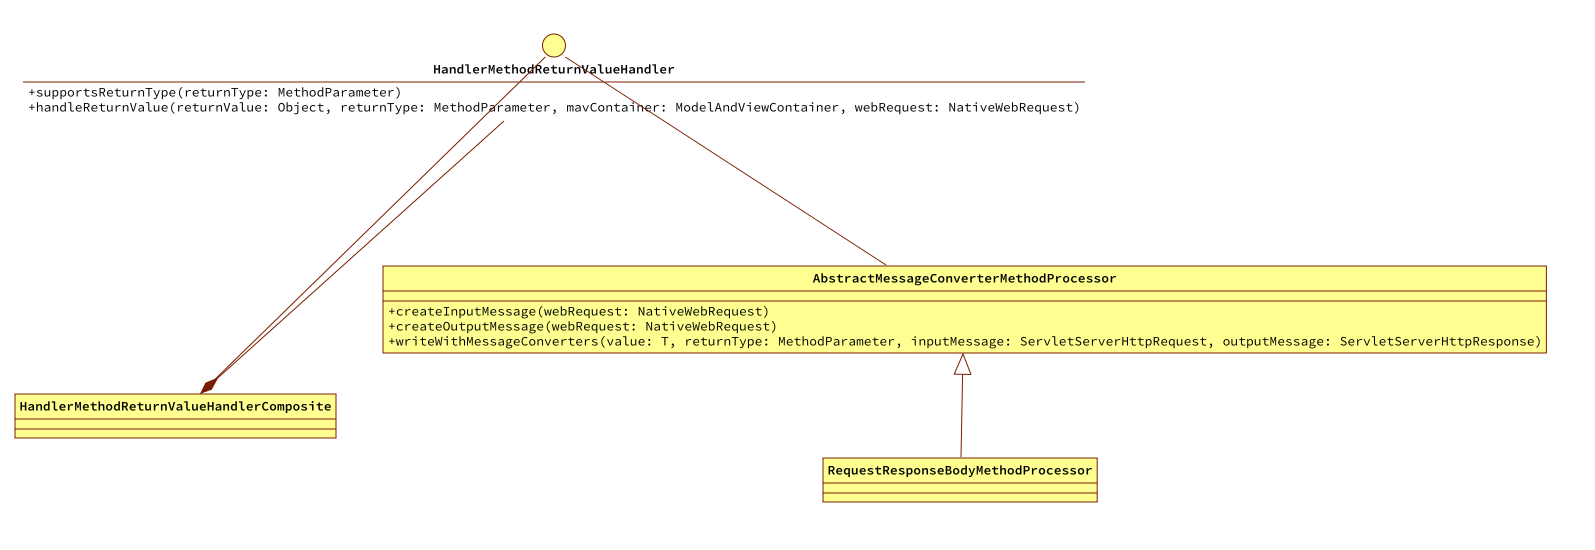 HandlerMethodReturnValueHandler
+supportsReturnType(returnType: MethodParameter)
+handleReturnValue(returnValue: Object, returnType: MethodParameter, mavContainer: ModelAndViewContainer, webRequest: NativeWebRequest)
AbstractMessageConverterMethodProcessor
+createInputMessage(webRequest: NativeWebRequest)
+createOutputMessage(webRequest: NativeWebRequest)
+writeWithMessageConverters(value: T, returnType: MethodParameter, inputMessage: ServletServerHttpRequest, outputMessage: ServletServerHttpResponse)
HandlerMethodReturnValueHandlerComposite
RequestResponseBodyMethodProcessor